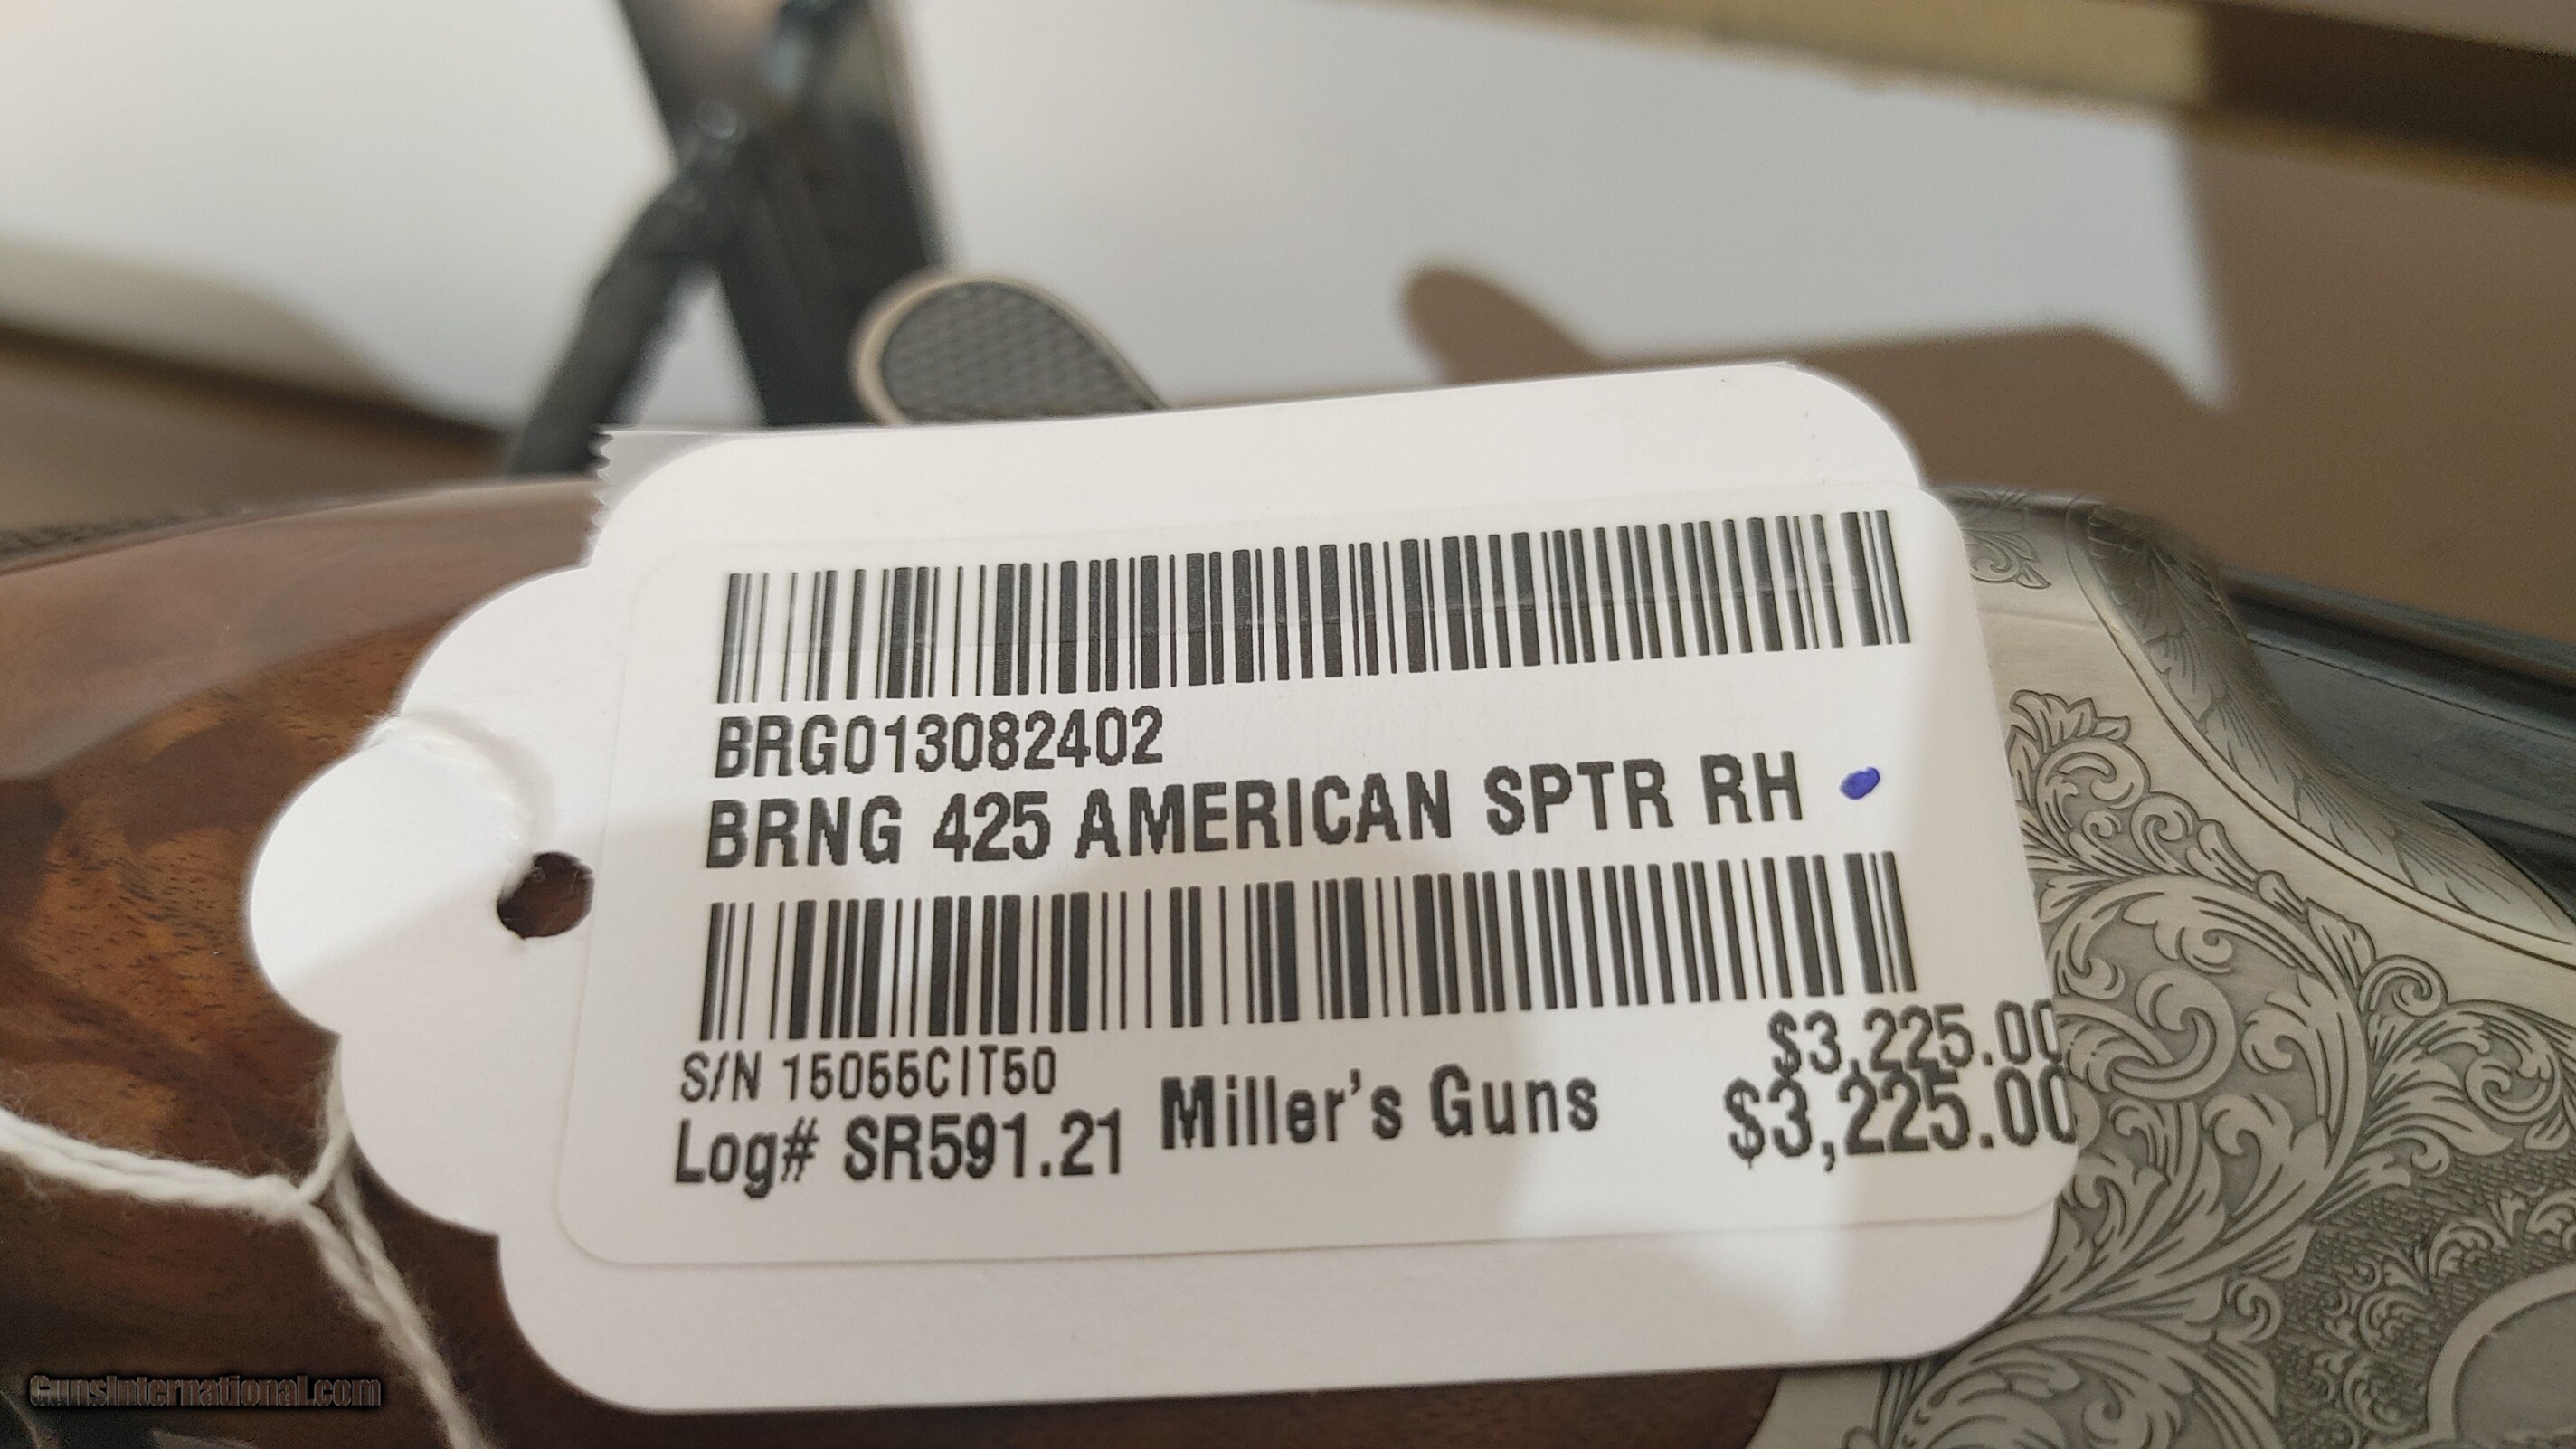 BRG013082402
BRNG 425 AMERICAN SPTR RH
$3,225.00
S/N 15055CIT50
Miller's Guns
$3,225.00
Log# SR591.21
GunsInternational.com